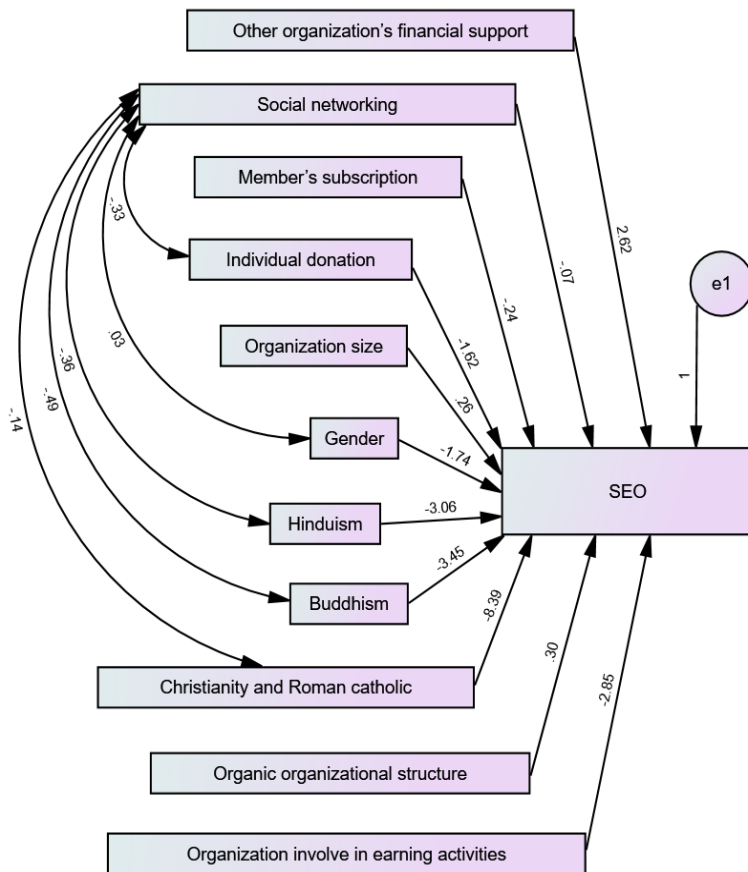 Other organization’s financial support
Social networking
Member’s subscription
Individual donation
Organization size
Gender
Hinduism
Buddhism
Christianity and Roman catholic
Organic organizational structure
Organization involve in earning activities
SEO
e1
1
2.62
-.07
-.24
-1.62
.26
-1.74
-3.06
-3.45
-8.39
.30
-2.85
-.33
.03
-.36
-.49
-.14